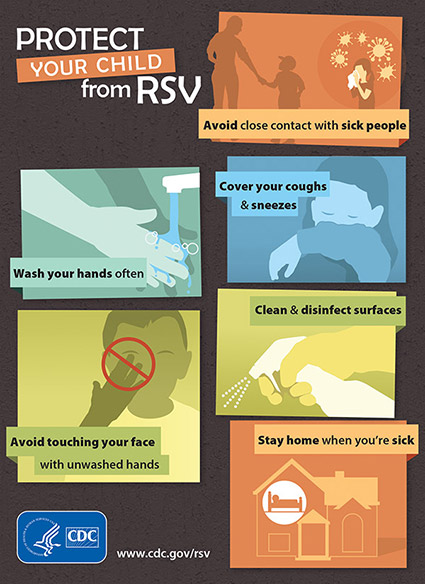 PROTECT
YOUR CHILD
from RSV
Avoid close contact with sick people
Cover your coughs
& sneezes
Wash your hands often
Clean & disinfect surfaces
Avoid touching your face
with unwashed hands
Stay home when you're sick
CDC
www.cdc.gov/rsv